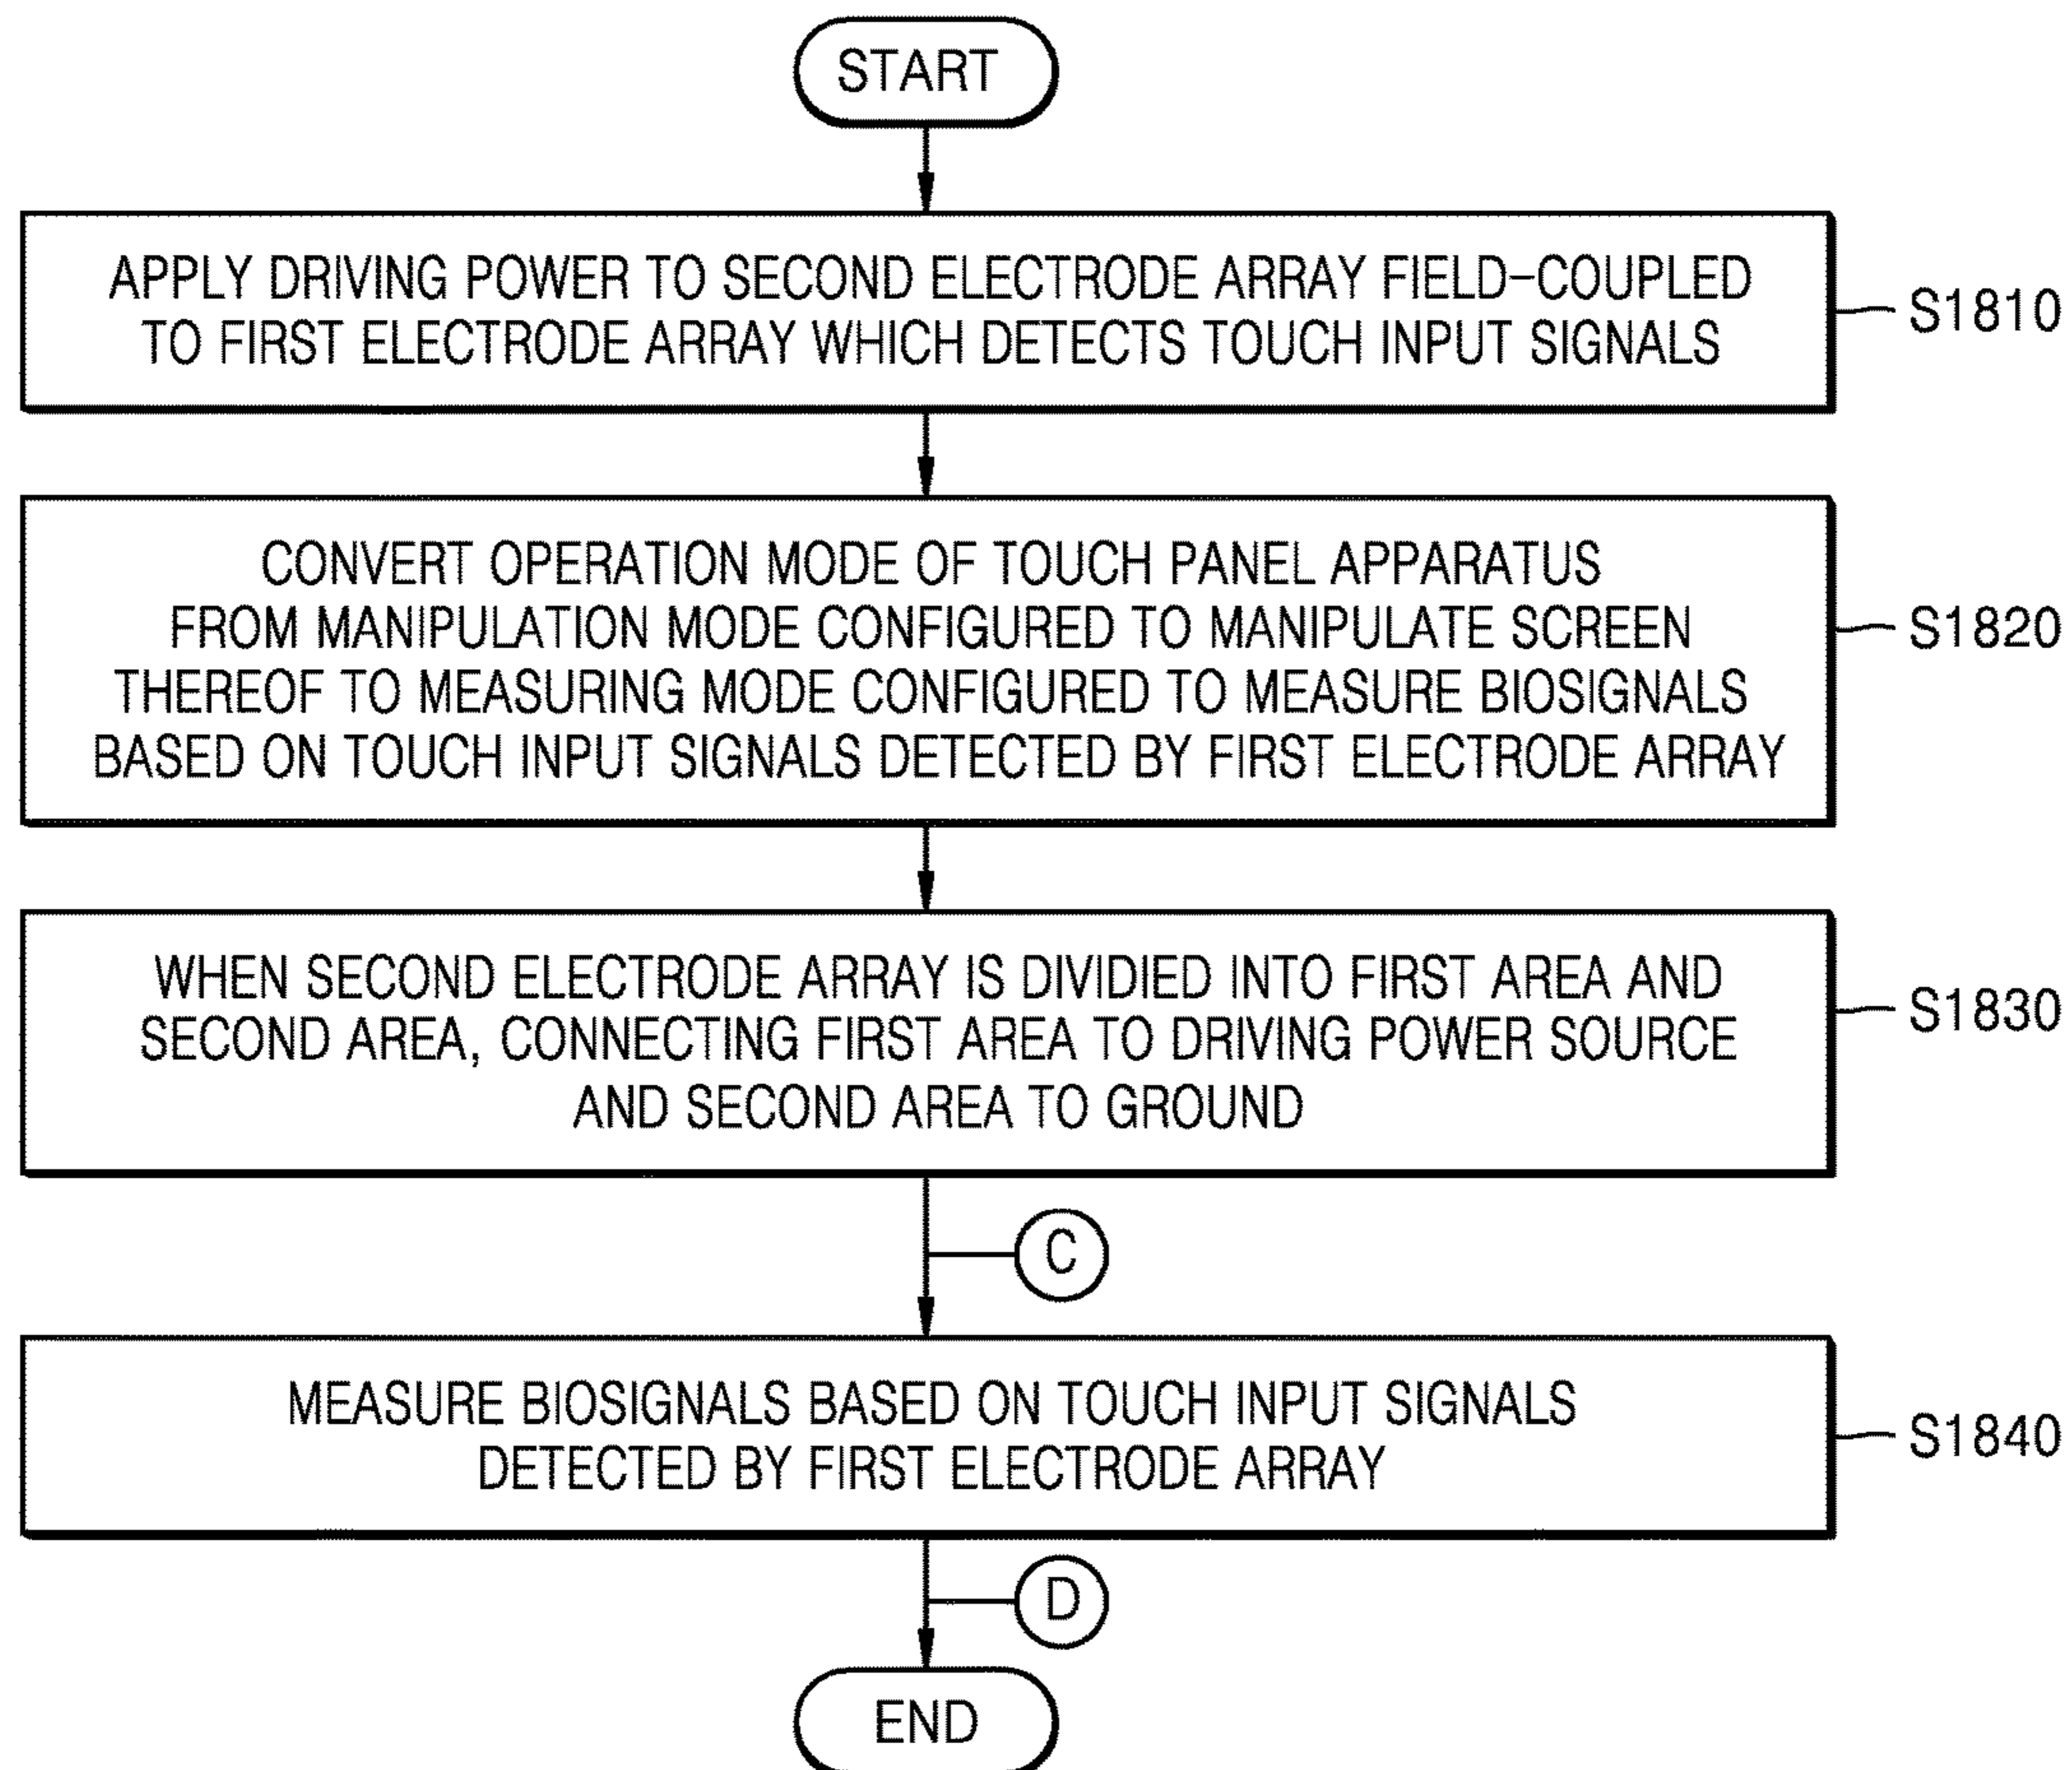 START
APPLY DRIVING POWER TO SECOND ELECTRODE ARRAY FIELD-COUPLED
TO FIRST ELECTRODE ARRAY WHICH DETECTS TOUCH INPUT SIGNALS
S1810
CONVERT OPERATION MODE OF TOUCH PANEL APPARATUS
FROM MANIPULATION MODE CONFIGURED TO MANIPULATE SCREEN
THEREOF TO MEASURING MODE CONFIGURED TO MEASURE BIOSIGNALS
BASED ON TOUCH INPUT SIGNALS DETECTED BY FIRST ELECTRODE ARRAY
S1820
WHEN SECOND ELECTRODE ARRAY IS DIVIDIED INTO FIRST AREA AND
SECOND AREA, CONNECTING FIRST AREA TO DRIVING POWER SOURCE
AND SECOND AREA TO GROUND
S1830
C
MEASURE BIOSIGNALS BASED ON TOUCH INPUT SIGNALS
DETECTED BY FIRST ELECTRODE ARRAY
S1840
D
END